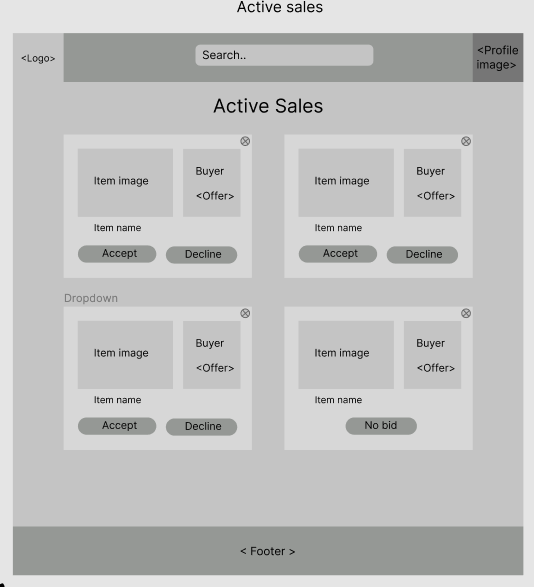 Active sales
<Logo>
Search..
<Profile
image>
Active Sales
Item image
Buyer
<Offer>
Item name
Accept
Decline
Item image
Buyer
<Offer>
Item name
Accept
Decline
Dropdown
Item image
Buyer
<Offer>
Item name
Accept
Decline
Item image
Buyer
<Offer>
Item name
No bid
< Footer >